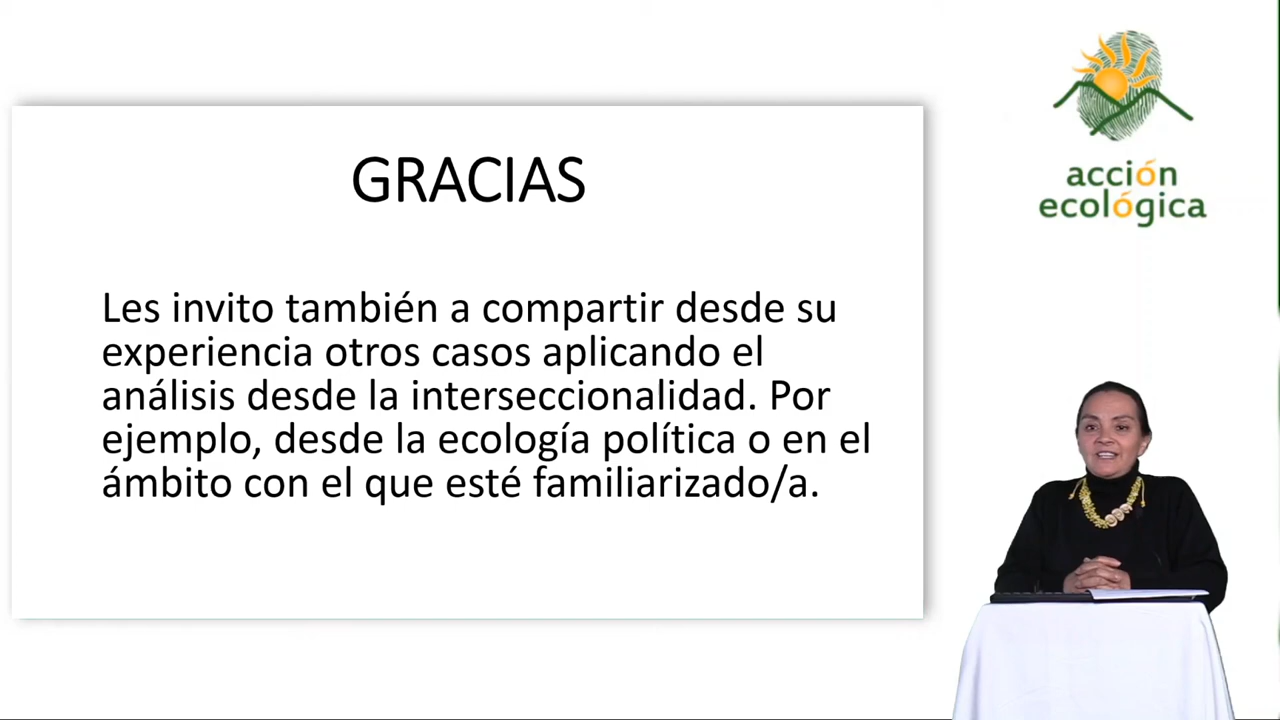 GRACIAS
Les invito también a compartir desde su
experiencia otros casos aplicando el
análisis desde la interseccionalidad. Por
ejemplo, desde la ecología política o en el
ámbito con el que esté familiarizado/a.
acción
ecológica